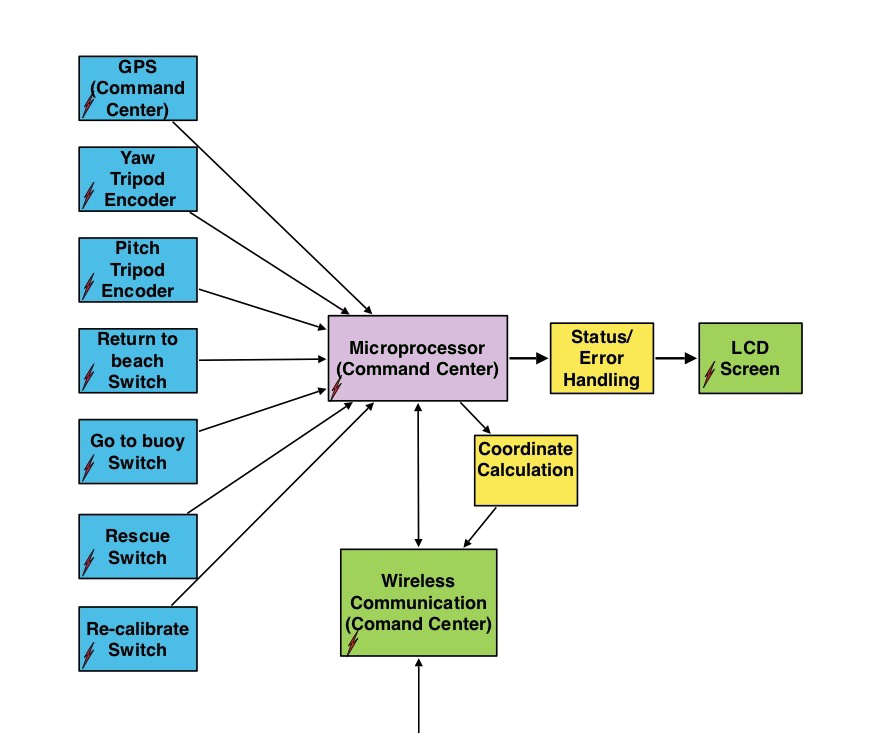 GPS
(Command
Center)
Yaw
Tripod
Encoder
Pitch
Tripod
Encoder
Return to
beach
Switch
Go to buoy
Switch
Rescue
Switch
Re-calibrate
Switch
Microprocessor
(Command Center)
Status/
Error
Handling
LCD
Screen
Coordinate
Calculation
Wireless
Communication
(Comand Center)